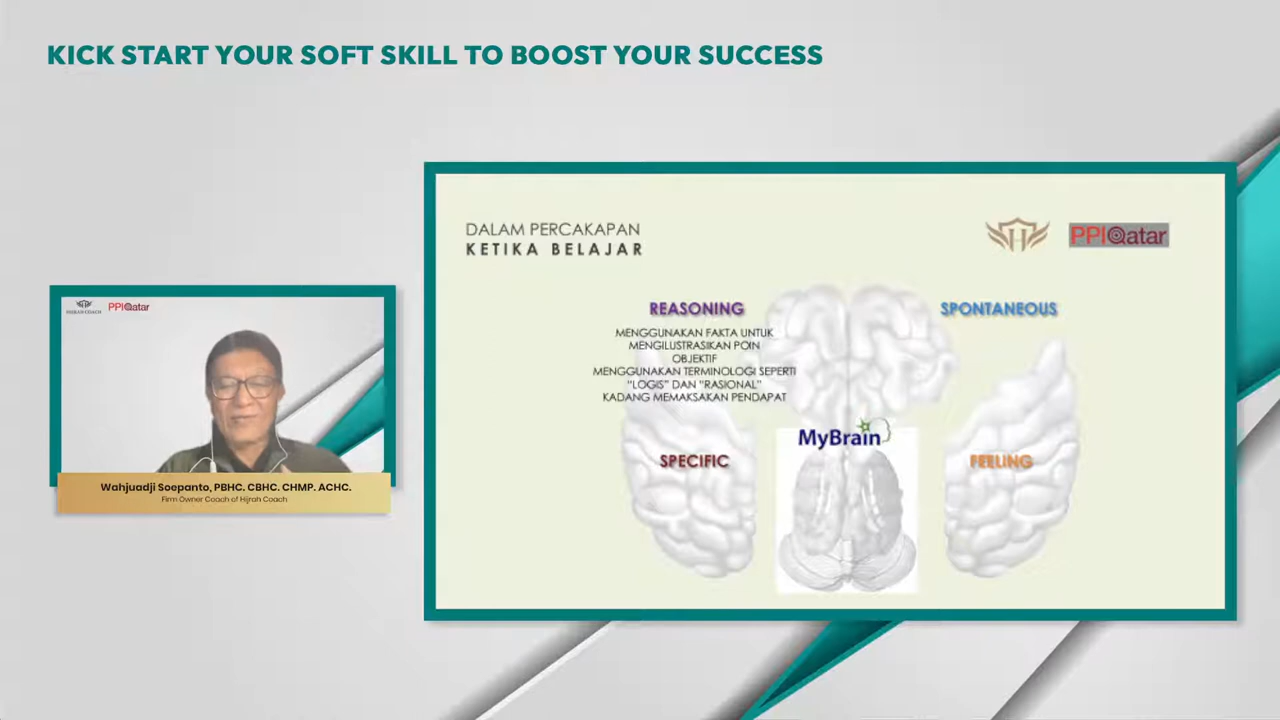 KICK START YOUR SOFT SKILL TO BOOST YOUR SUCCESS
DALAM PERCAKAPAN
KETIKA BELAJAR
PPIQatar
REASONING
SPONTANEOUS
MENGGUNAKAN FAKTA UNTUK
MENGILUSTRASIKAN POIN
OBJEKTIF
MENGGUNAKAN TERMINOLOGI SEPERTI
"LOGIS" DAN "RASIONAL"
KADANG MEMAKSAKAN PENDAPAT
MyBrain
SPECIFIC
FEELING
HIJRAH COACH
PPIQatar
Wahjuadji Soepanto, PBHC. CBHC. CHMP. ACHC.
Firm Owner Coach of Hijrah Coach